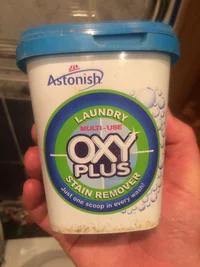 Astonish
LAUNDRY
MULTI-USE
OXY
PLUS
STAIN REMOVER
Just one scoop in every wash!